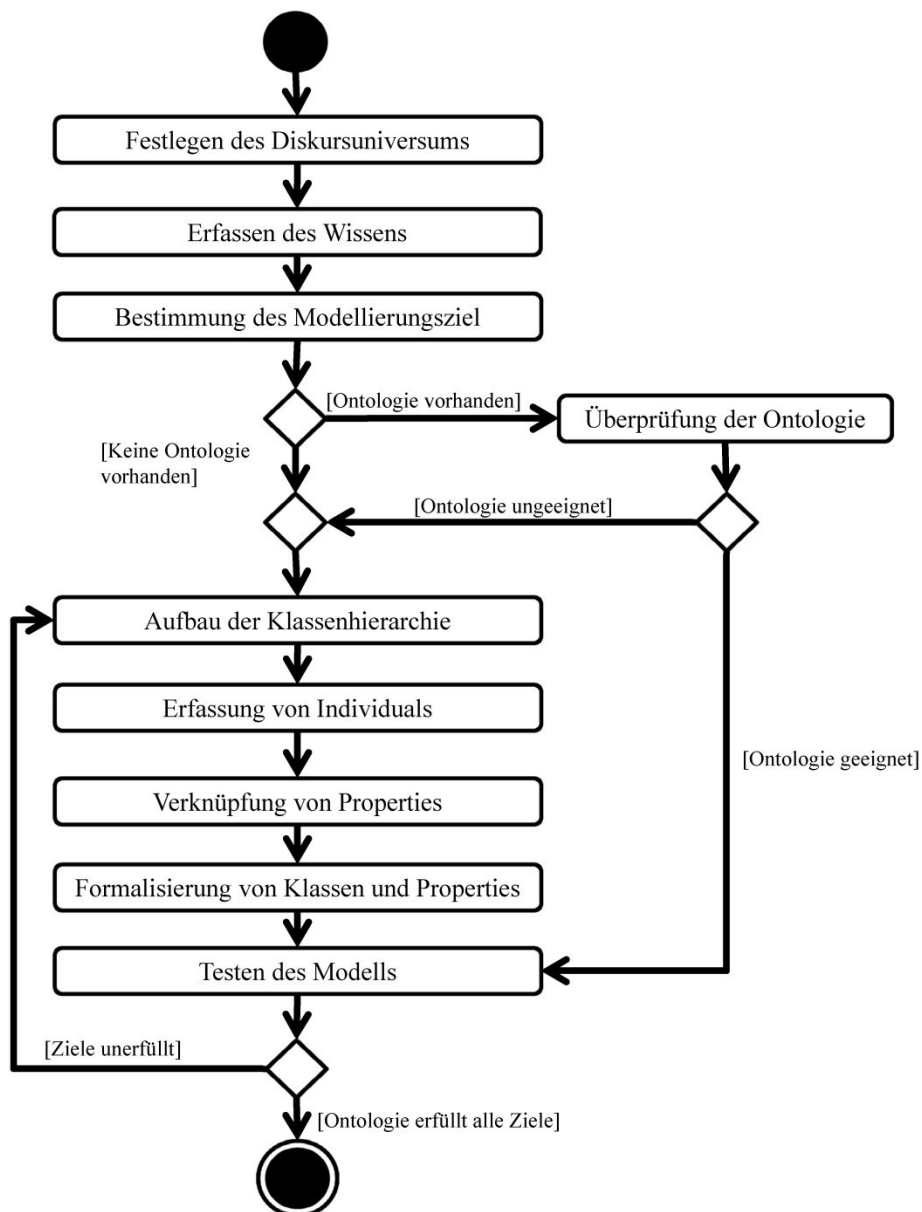 Festlegen des Diskursuniversums
Erfassen des Wissens
Bestimmung des Modellierungsziel
[Ontologie vorhanden]
Überprüfung der Ontologie
[Keine Ontologie
vorhanden]
[Ontologie ungeeignet]
Aufbau der Klassenhierarchie
Erfassung von Individuals
[Ontologie geeignet]
Verknüpfung von Properties
Formalisierung von Klassen und Properties
Testen des Modells
[Ziele unerfüllt]
[Ontologie erfüllt alle Ziele]